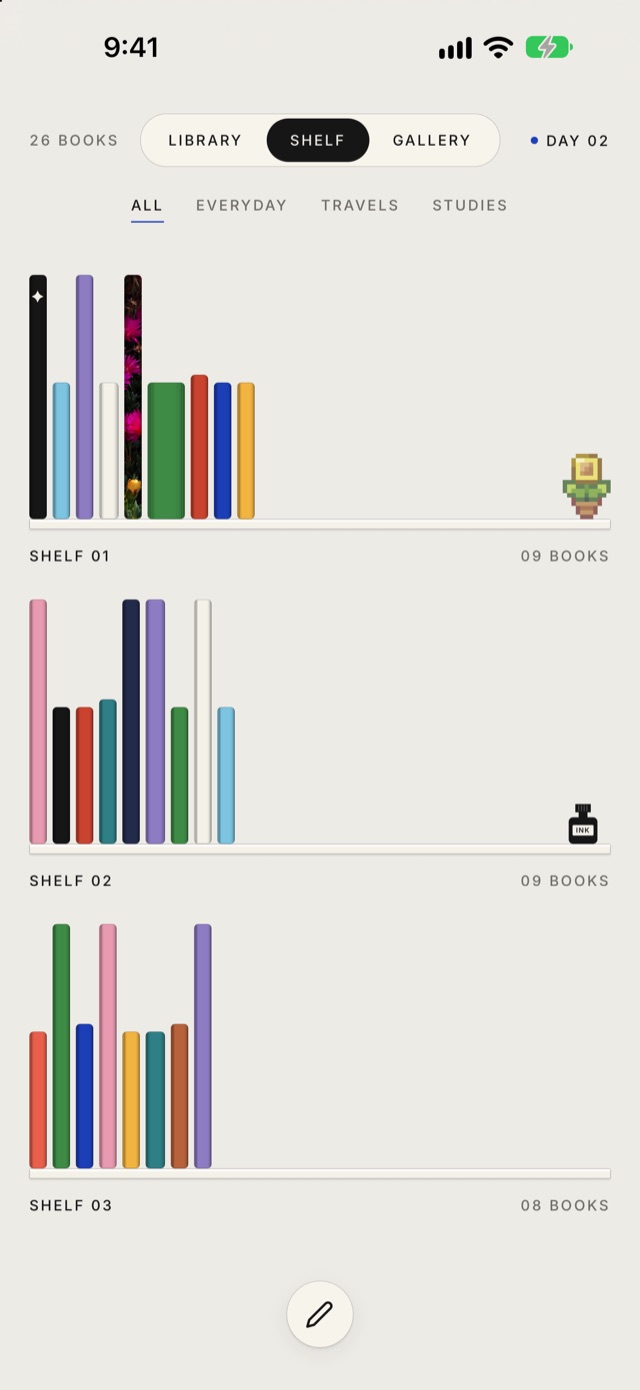 9:41
26 BOOKS LIBRARY SHELF GALLERY DAY 02
ALL EVERYDAY TRAVELS STUDIES
SHELF 01 09 BOOKS
INK
SHELF 02 09 BOOKS
SHELF 03 08 BOOKS